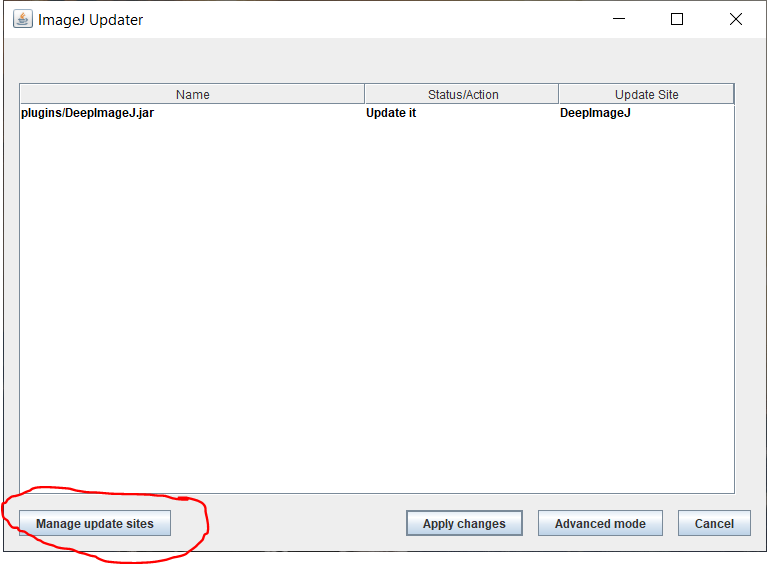 ImageJ Updater
Name Status/Action Update Site
plugins/DeepImageJ.jar Update it DeepImageJ
Manage update sites Apply changes Advanced mode Cancel